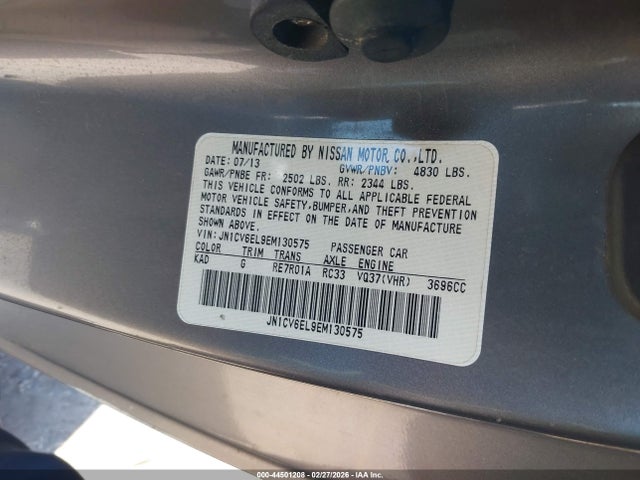 MANUFACTURED BY NISSAN MOTOR CO.,LTD.
DATE: 07/13 GVWR/PNBV: 4830 LBS.
GAWR/PNBE FR: 2502 LBS. RR: 2344 LBS.
THIS VEHICLE CONFORMS TO ALL APPLICABLE FEDERAL
MOTOR VEHICLE SAFETY,BUMPER,AND THEFT PREVENTION
STANDARDS IN EFFECT ON THE DATE OF MANUFACTURE
SHOWN ABOVE.
VIN: JN1CV6EL9EM130575 PASSENGER CAR
COLOR TRIM TRANS AXLE ENGINE
KAD G RE7R01A RC33 VQ37(VHR) 3696CC
JN1CV6EL9EM130575
000-44501208 - 02/27/2026 - IAAI.COM